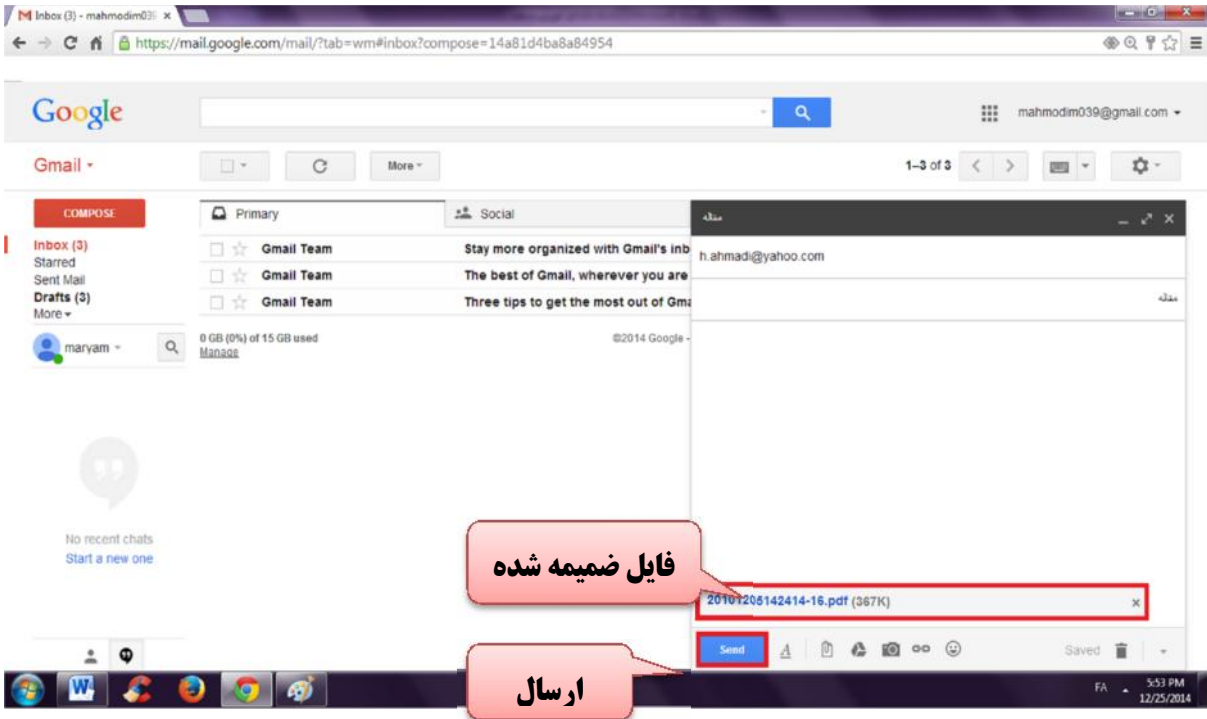 Inbox (3) - mahmodim039
https://mail.google.com/mail/?tab=wm#inbox?compose=14a81d4ba8a84954
Google
mahmodim039@gmail.com
Gmail
More
1–3 of 3
COMPOSE
Primary
Social
مقاله
Inbox (3)
Starred
Sent Mail
Drafts (3)
More
Gmail Team Stay more organized with Gmail's inb
Gmail Team The best of Gmail, wherever you are
Gmail Team Three tips to get the most out of Gma
h.ahmadi@yahoo.com
مقاله
maryam
0 GB (0%) of 15 GB used
Manage
©2014 Google -
No recent chats
Start a new one
فایل ضمیمه شده
20101205142414-16.pdf (367K)
Send
Saved
ارسال
FA
5:53 PM
12/25/2014